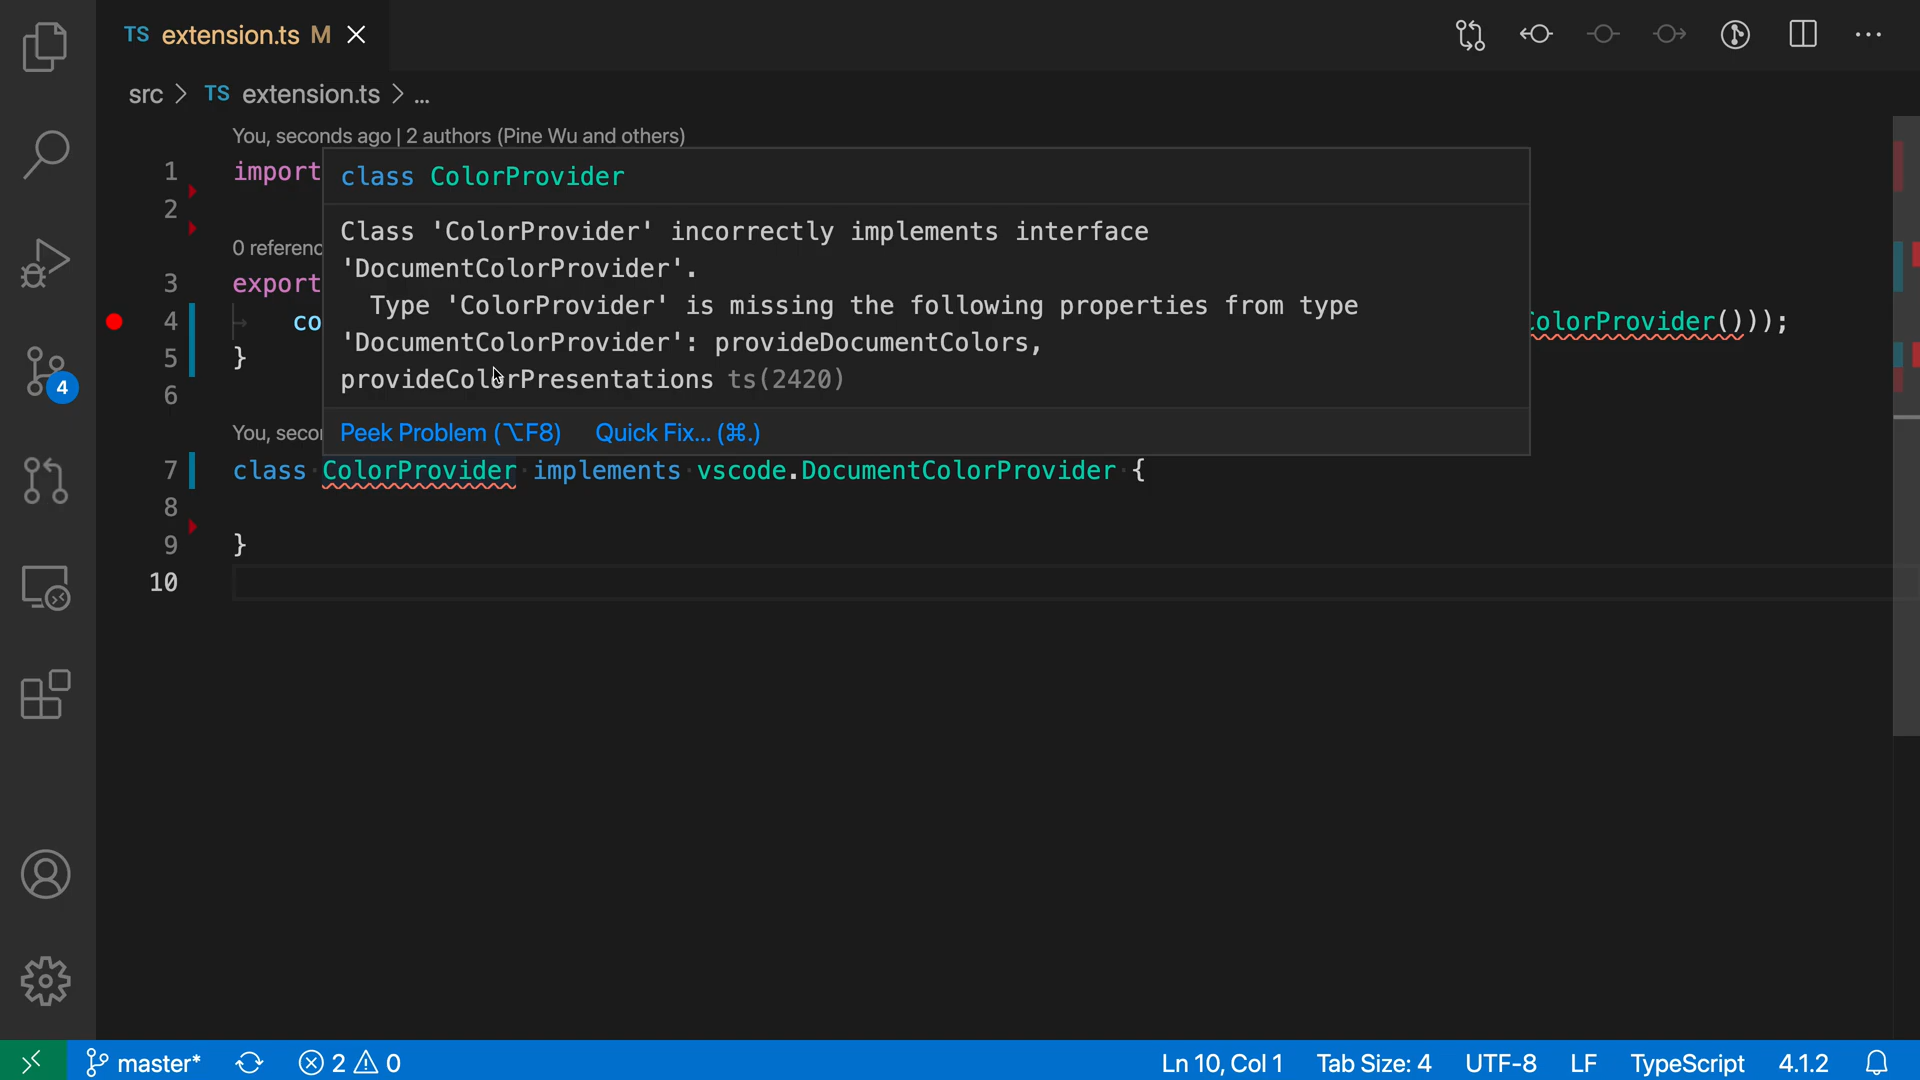 TS extension.ts M
src > TS extension.ts > ...
You, seconds ago | 2 authors (Pine Wu and others)
1 import
class ColorProvider
2
Class 'ColorProvider' incorrectly implements interface
'DocumentColorProvider'.
Type 'ColorProvider' is missing the following properties from type
'DocumentColorProvider': provideDocumentColors,
provideColorPresentations ts(2420)
Peek Problem (⌥F8) Quick Fix... (⌘.)
0 referenc
3 export
4 co
ColorProvider()));
5 }
6
You, secon
7 class ColorProvider implements vscode.DocumentColorProvider {
8
9 }
10
4
master* 2 0 Ln 10, Col 1 Tab Size: 4 UTF-8 LF TypeScript 4.1.2